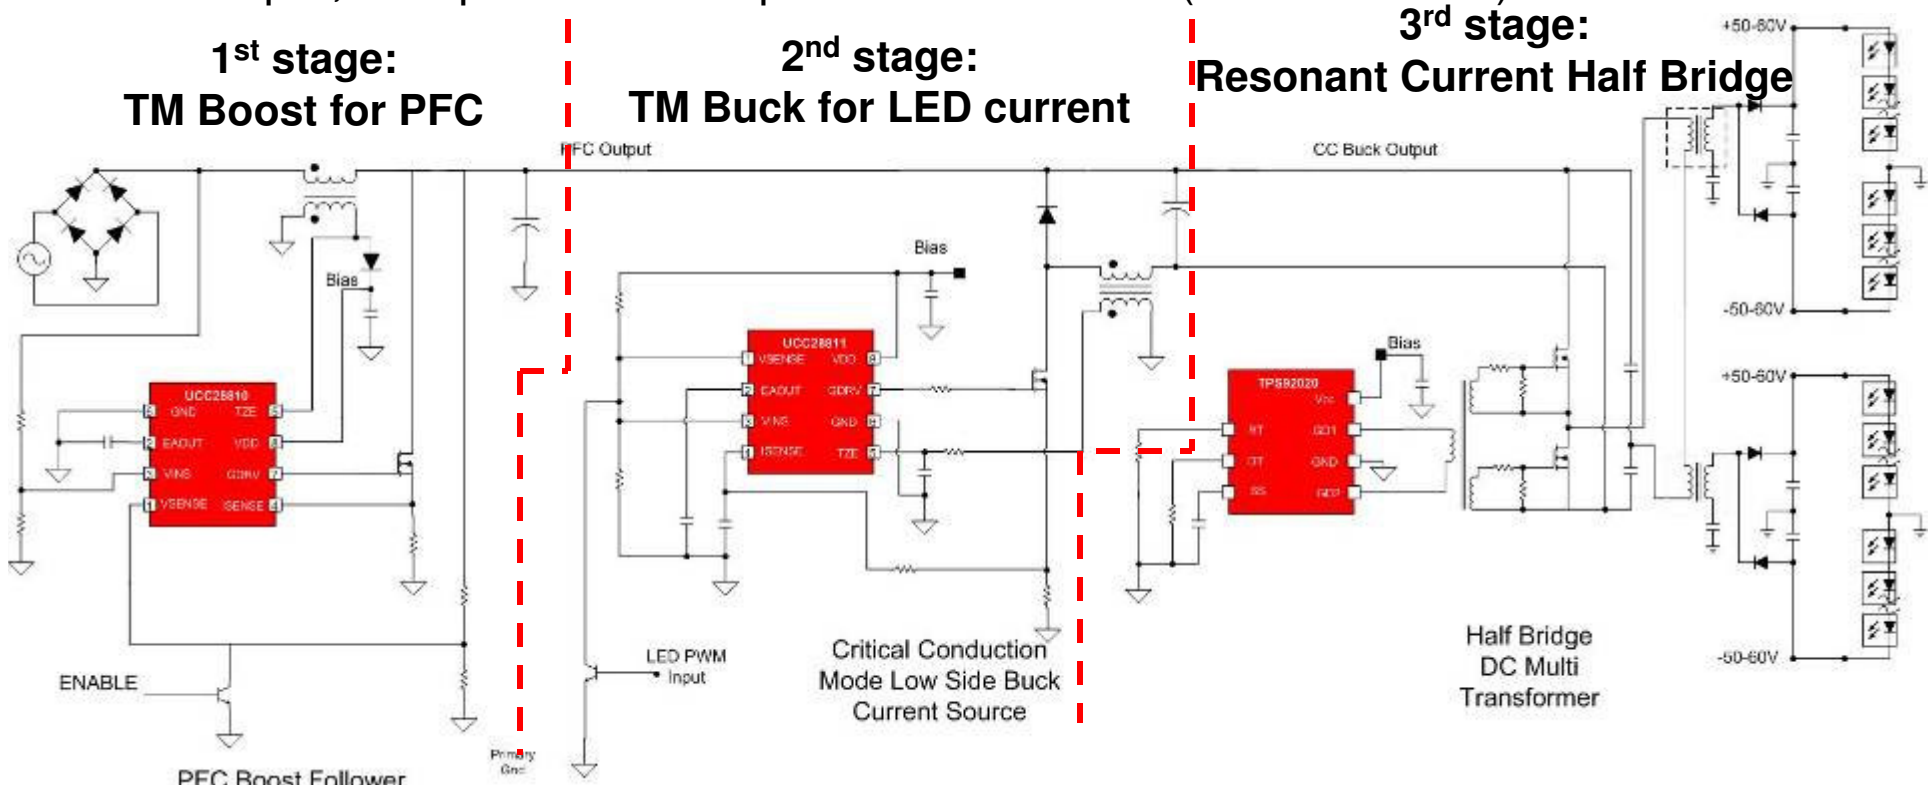 1st stage:
TM Boost for PFC
2nd stage:
TM Buck for LED current
3rd stage:
Resonant Current Half Bridge
PFC Output
CC Buck Output
+50-60V
-50-60V
+50-60V
-50-60V
Bias
UCC28810
GND TZE
EAOUT VDD
VINS GDRV
VSENSE ISENSE
ENABLE
PFC Boost Follower
Primary
Gnd
Bias
UCC28811
VSENSE VDD
EAOUT GDRV
VINS GND
ISENSE TZE
LED PWM
Input
Critical Conduction
Mode Low Side Buck
Current Source
Bias
TPS92020
Vcc
RT GD1
DT GND
SS GD2
Half Bridge
DC Multi
Transformer